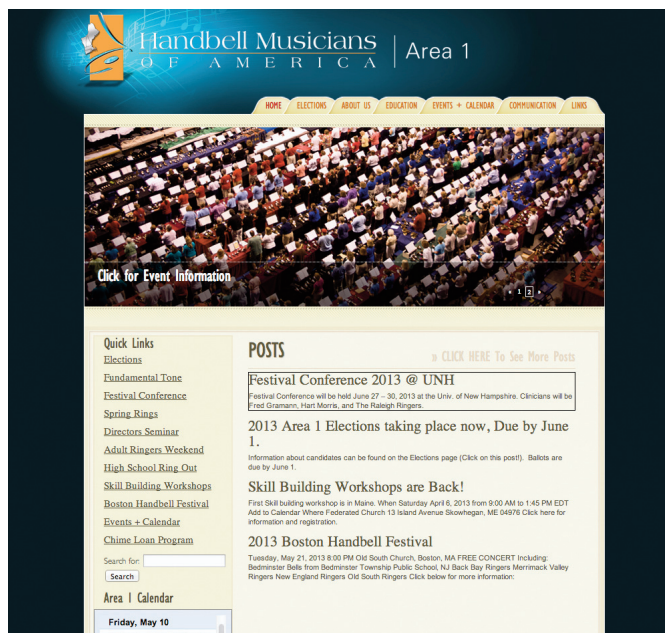 Handbell Musicians
OF AMERICA
Area 1
HOME ELECTIONS ABOUT US EDUCATION EVENTS + CALENDAR COMMUNICATION LINKS
Click for Event Information
« 1 2 »
Quick Links
Elections
Fundamental Tone
Festival Conference
Spring Rings
Directors Seminar
Adult Ringers Weekend
High School Ring Out
Skill Building Workshops
Boston Handbell Festival
Events + Calendar
Chime Loan Program
Search for:
Search
Area 1 Calendar
Friday, May 10
POSTS
» CLICK HERE To See More Posts
Festival Conference 2013 @ UNH
Festival Conference will be held June 27 – 30, 2013 at the Univ. of New Hampshire. Clinicians will be
Fred Gramann, Hart Morris, and The Raleigh Ringers.
2013 Area 1 Elections taking place now, Due by June
1.
Information about candidates can be found on the Elections page (Click on this post!). Ballots are
due by June 1.
Skill Building Workshops are Back!
First Skill building workshop is in Maine. When Saturday April 6, 2013 from 9:00 AM to 1:45 PM EDT
Add to Calendar Where Federated Church 13 Island Avenue Skowhegan, ME 04976 Click here for
information and registration.
2013 Boston Handbell Festival
Tuesday, May 21, 2013 8:00 PM Old South Church, Boston, MA FREE CONCERT Including:
Bedminster Bells from Bedminster Township Public School, NJ Back Bay Ringers Merrimack Valley
Ringers New England Ringers Old South Ringers Click below for more information: